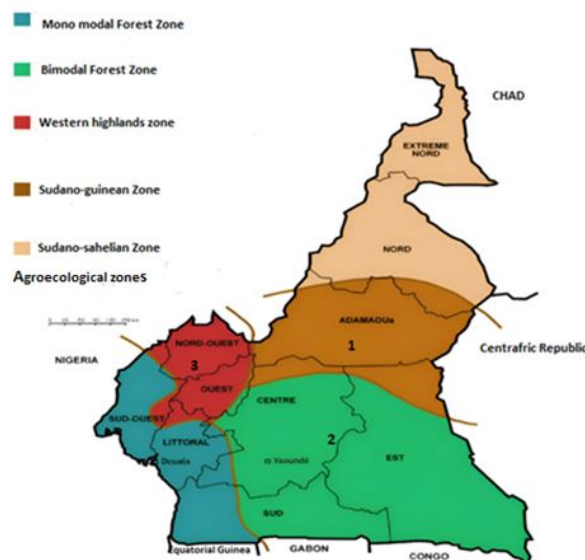 Mono modal Forest Zone
Bimodal Forest Zone
Western highlands zone
Sudano-guinean Zone
Sudano-sahelian Zone
Agroecological zones
CHAD
EXTREME
NORD
NORD
ADAMAOUa
1
Centrafric Republic
NIGERIA
NORD-OUEST
3
OUEST
CENTRE
2
SUD-OUEST
LITTORAL
Douala
Yaoundé
EST
SUD
Equatorial Guinea
GABON
CONGO